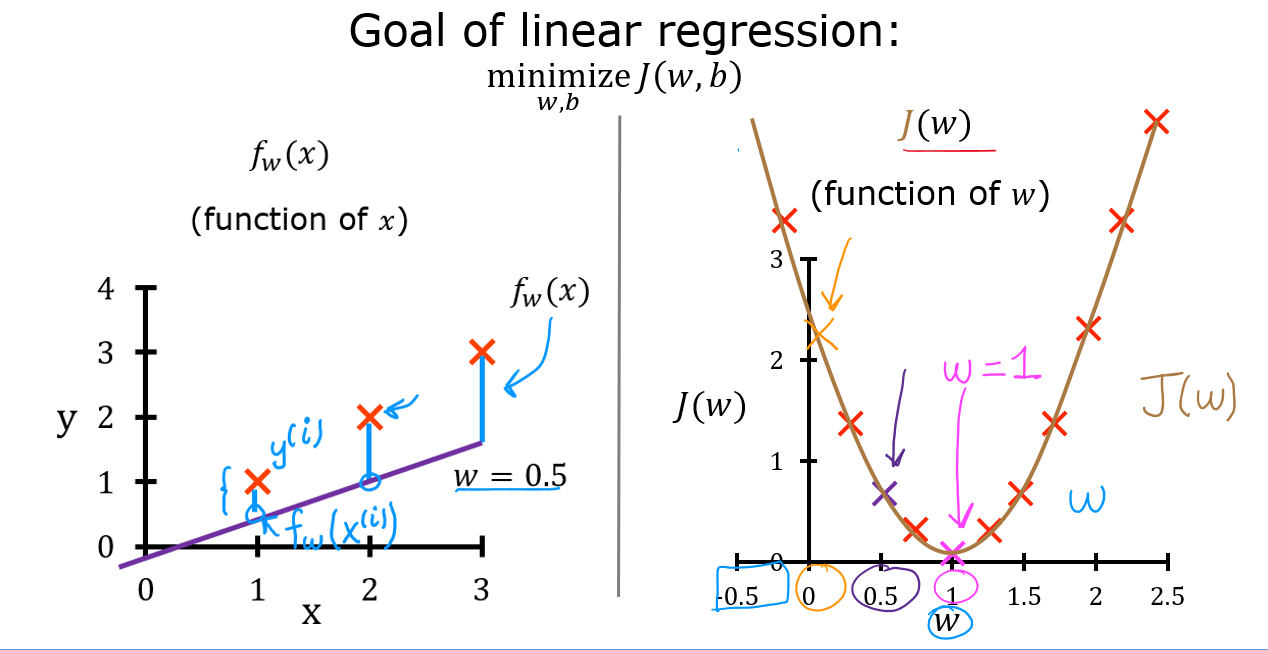 Goal of linear regression:
minimize J(w, b)
w,b
f_w(x)
(function of x)
4
3
2
1
0
y
0 1 2 3
x
f_w(x)
w = 0.5
y^(i)
f_w(x^(i))
J(w)
(function of w)
3
2
1
0
J(w)
w=1
J(w)
w
-0.5 0 0.5 1 1.5 2 2.5
w